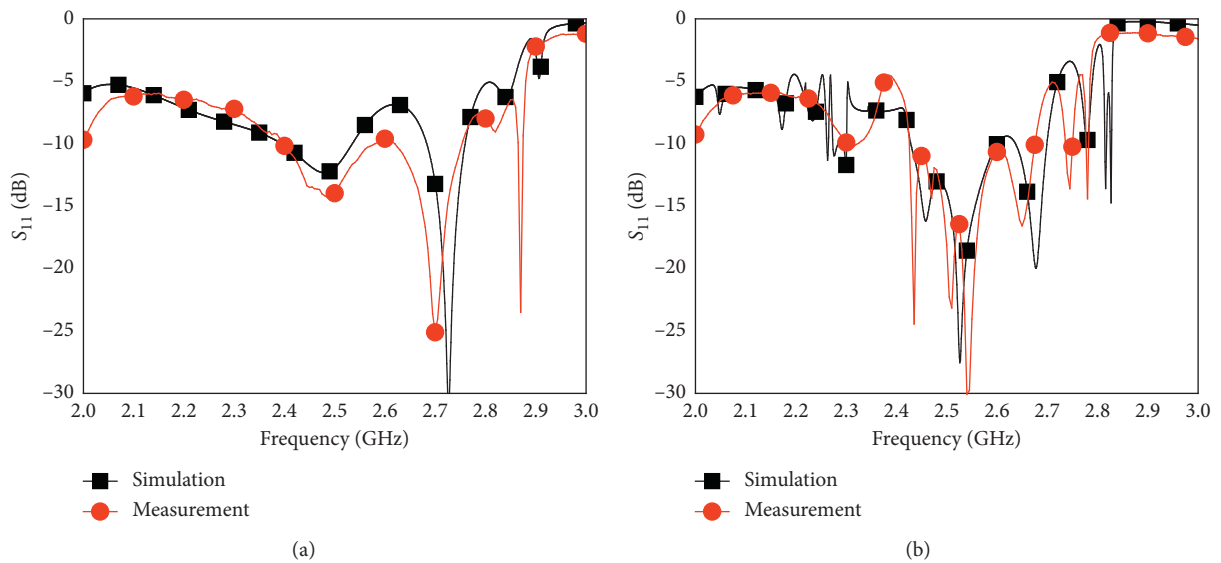 0
–5
–10
–15
–20
–25
–30
S11 (dB)
2.0 2.1 2.2 2.3 2.4 2.5 2.6 2.7 2.8 2.9 3.0
Frequency (GHz)
Simulation
Measurement
(a)
0
–5
–10
–15
–20
–25
–30
S11 (dB)
2.0 2.1 2.2 2.3 2.4 2.5 2.6 2.7 2.8 2.9 3.0
Frequency (GHz)
Simulation
Measurement
(b)